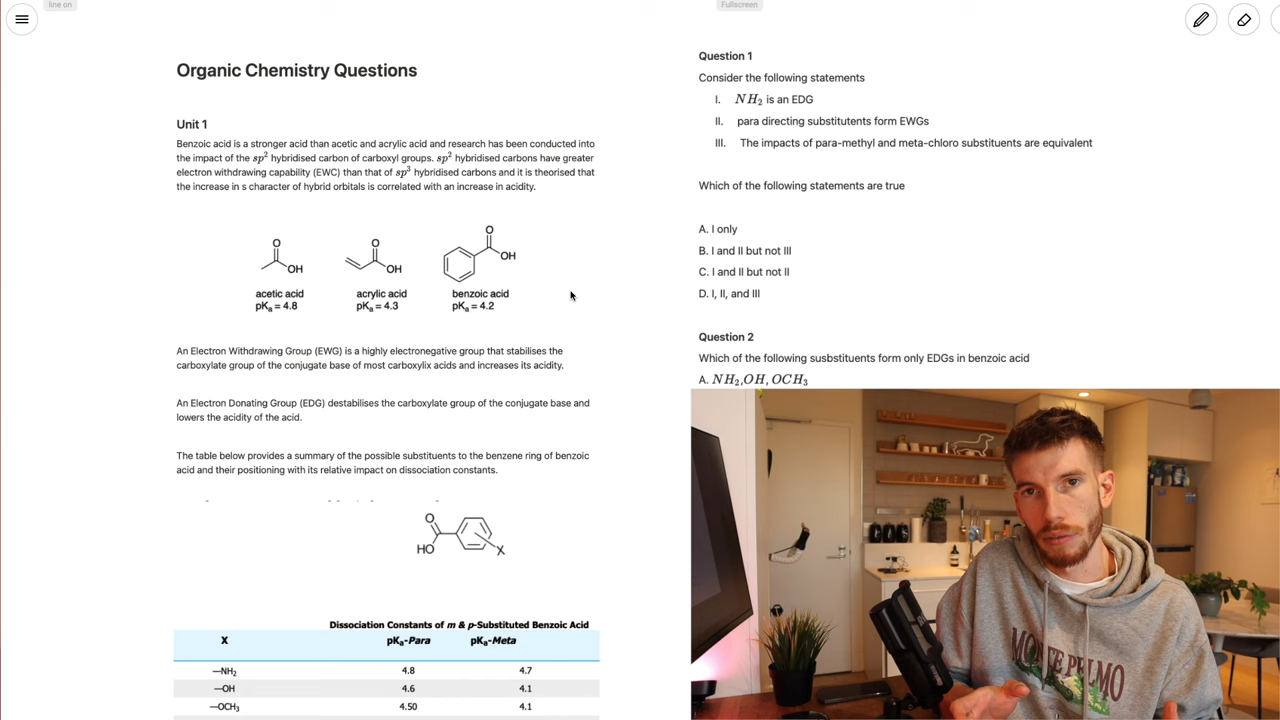 line on
Fullscreen
Organic Chemistry Questions
Unit 1
Benzoic acid is a stronger acid than acetic and acrylic acid and research has been conducted into
the impact of the sp² hybridised carbon of carboxyl groups. sp² hybridised carbons have greater
electron withdrawing capability (EWC) than that of sp³ hybridised carbons and it is theorised that
the increase in s character of hybrid orbitals is correlated with an increase in acidity.
O
OH
O
OH
O
OH
acetic acid
pKₐ = 4.8
acrylic acid
pKₐ = 4.3
benzoic acid
pKₐ = 4.2
An Electron Withdrawing Group (EWG) is a highly electronegative group that stabilises the
carboxylate group of the conjugate base of most carboxylix acids and increases its acidity.
An Electron Donating Group (EDG) destabilises the carboxylate group of the conjugate base and
lowers the acidity of the acid.
The table below provides a summary of the possible substituents to the benzene ring of benzoic
acid and their positioning with its relative impact on dissociation constants.
O
HO
X
Dissociation Constants of m & p-Substituted Benzoic Acid
X pKₐ-Para pKₐ-Meta
—NH₂ 4.8 4.7
—OH 4.6 4.1
—OCH₃ 4.50 4.1
Question 1
Consider the following statements
I. NH₂ is an EDG
II. para directing substitutents form EWGs
III. The impacts of para-methyl and meta-chloro substituents are equivalent
Which of the following statements are true
A. I only
B. I and II but not III
C. I and II but not II
D. I, II, and III
Question 2
Which of the following susbstituents form only EDGs in benzoic acid
A. NH₂,OH, OCH₃
MONTE PELMO